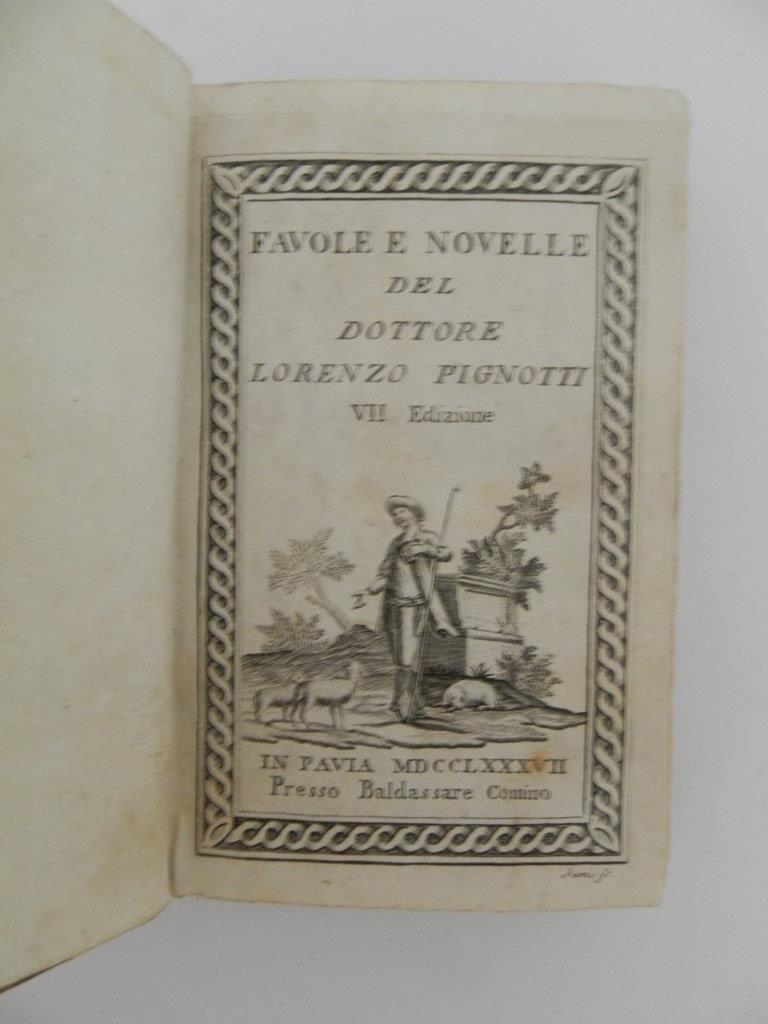 FAVOLE E NOVELLE
DEL
DOTTORE
LORENZO PIGNOTTI
VII Edizione
IN PAVIA MDCCLXXXVII
Presso Baldassare Comino